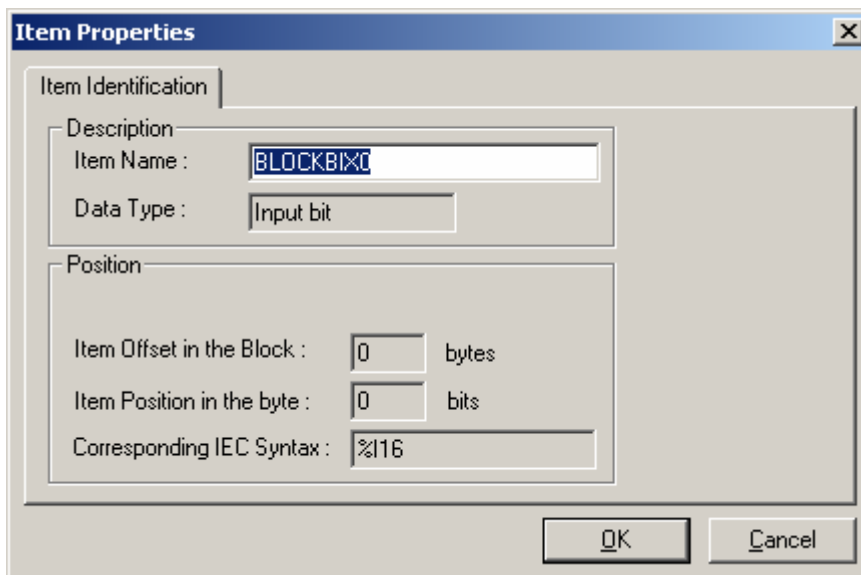 Item Properties
Item Identification
Description
Item Name :
BLOCKBIX0
Data Type :
Input bit
Position
Item Offset in the Block :
0
bytes
Item Position in the byte :
0
bits
Corresponding IEC Syntax :
%I16
OK
Cancel